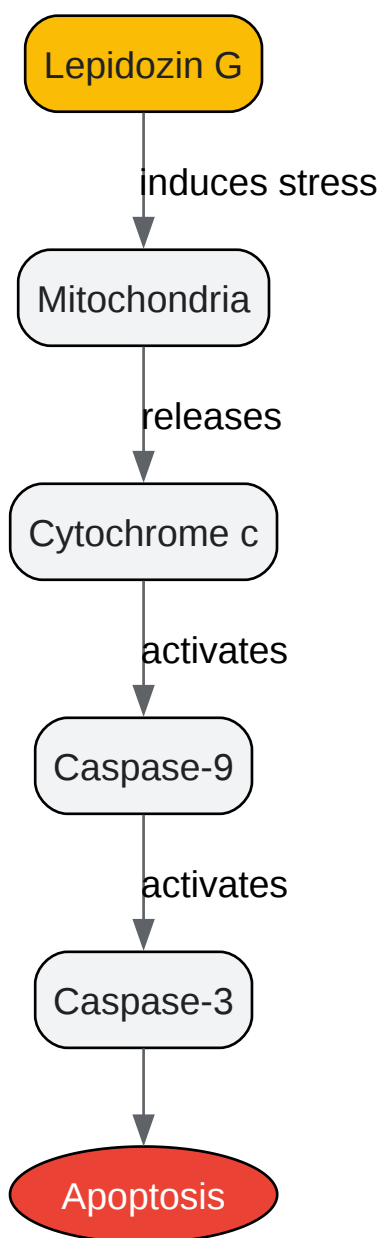 Lepidozin G
induces stress
Mitochondria
releases
Cytochrome c
activates
Caspase-9
activates
Caspase-3
Apoptosis